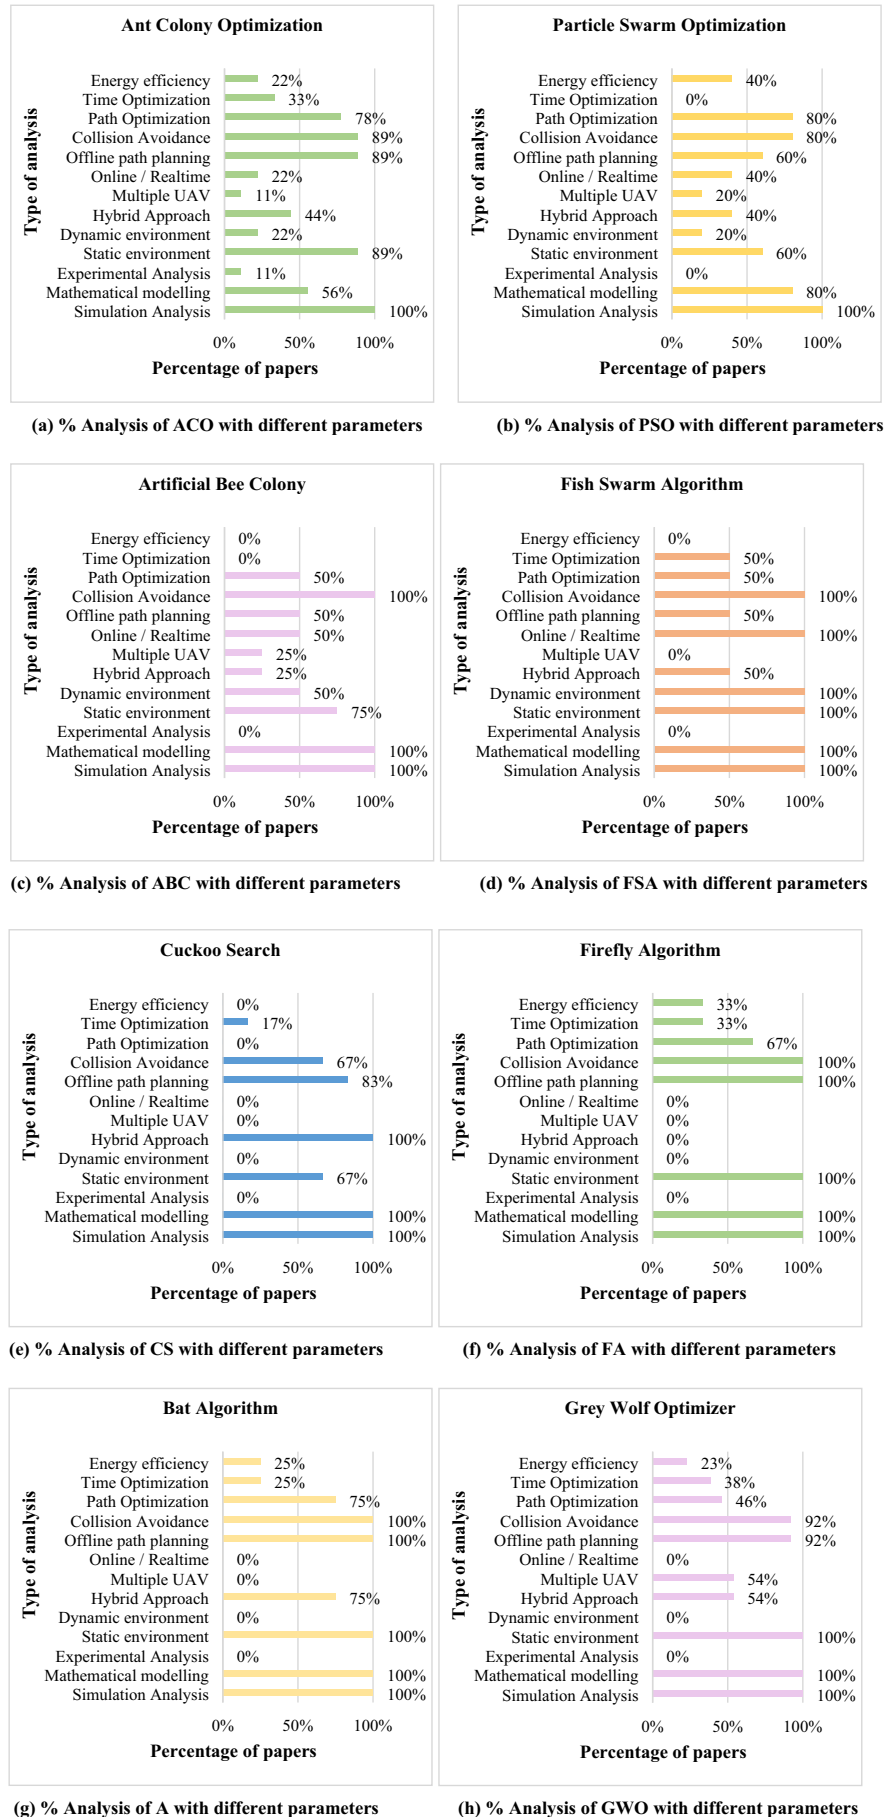 Ant Colony Optimization
Type of analysis
Energy efficiency 22%
Time Optimization 33%
Path Optimization 78%
Collision Avoidance 89%
Offline path planning 89%
Online / Realtime 22%
Multiple UAV 11%
Hybrid Approach 44%
Dynamic environment 22%
Static environment 89%
Experimental Analysis 11%
Mathematical modelling 56%
Simulation Analysis 100%
0% 50% 100%
Percentage of papers
(a) % Analysis of ACO with different parameters
Particle Swarm Optimization
Type of analysis
Energy efficiency 40%
Time Optimization 0%
Path Optimization 80%
Collision Avoidance 80%
Offline path planning 60%
Online / Realtime 40%
Multiple UAV 20%
Hybrid Approach 40%
Dynamic environment 20%
Static environment 60%
Experimental Analysis 0%
Mathematical modelling 80%
Simulation Analysis 100%
0% 50% 100%
Percentage of papers
(b) % Analysis of PSO with different parameters
Artificial Bee Colony
Type of analysis
Energy efficiency 0%
Time Optimization 0%
Path Optimization 50%
Collision Avoidance 100%
Offline path planning 50%
Online / Realtime 50%
Multiple UAV 25%
Hybrid Approach 25%
Dynamic environment 50%
Static environment 75%
Experimental Analysis 0%
Mathematical modelling 100%
Simulation Analysis 100%
0% 50% 100%
Percentage of papers
(c) % Analysis of ABC with different parameters
Fish Swarm Algorithm
Type of analysis
Energy efficiency 0%
Time Optimization 50%
Path Optimization 50%
Collision Avoidance 100%
Offline path planning 50%
Online / Realtime 100%
Multiple UAV 0%
Hybrid Approach 50%
Dynamic environment 100%
Static environment 100%
Experimental Analysis 0%
Mathematical modelling 100%
Simulation Analysis 100%
0% 50% 100%
Percentage of papers
(d) % Analysis of FSA with different parameters
Cuckoo Search
Type of analysis
Energy efficiency 0%
Time Optimization 17%
Path Optimization 0%
Collision Avoidance 67%
Offline path planning 83%
Online / Realtime 0%
Multiple UAV 0%
Hybrid Approach 100%
Dynamic environment 0%
Static environment 67%
Experimental Analysis 0%
Mathematical modelling 100%
Simulation Analysis 100%
0% 50% 100%
Percentage of papers
(e) % Analysis of CS with different parameters
Firefly Algorithm
Type of analysis
Energy efficiency 33%
Time Optimization 33%
Path Optimization 67%
Collision Avoidance 100%
Offline path planning 100%
Online / Realtime 0%
Multiple UAV 0%
Hybrid Approach 0%
Dynamic environment 0%
Static environment 100%
Experimental Analysis 0%
Mathematical modelling 100%
Simulation Analysis 100%
0% 50% 100%
Percentage of papers
(f) % Analysis of FA with different parameters
Bat Algorithm
Type of analysis
Energy efficiency 25%
Time Optimization 25%
Path Optimization 75%
Collision Avoidance 100%
Offline path planning 100%
Online / Realtime 0%
Multiple UAV 0%
Hybrid Approach 75%
Dynamic environment 0%
Static environment 100%
Experimental Analysis 0%
Mathematical modelling 100%
Simulation Analysis 100%
0% 50% 100%
Percentage of papers
(g) % Analysis of A with different parameters
Grey Wolf Optimizer
Type of analysis
Energy efficiency 23%
Time Optimization 38%
Path Optimization 46%
Collision Avoidance 92%
Offline path planning 92%
Online / Realtime 0%
Multiple UAV 54%
Hybrid Approach 54%
Dynamic environment 0%
Static environment 100%
Experimental Analysis 0%
Mathematical modelling 100%
Simulation Analysis 100%
0% 50% 100%
Percentage of papers
(h) % Analysis of GWO with different parameters